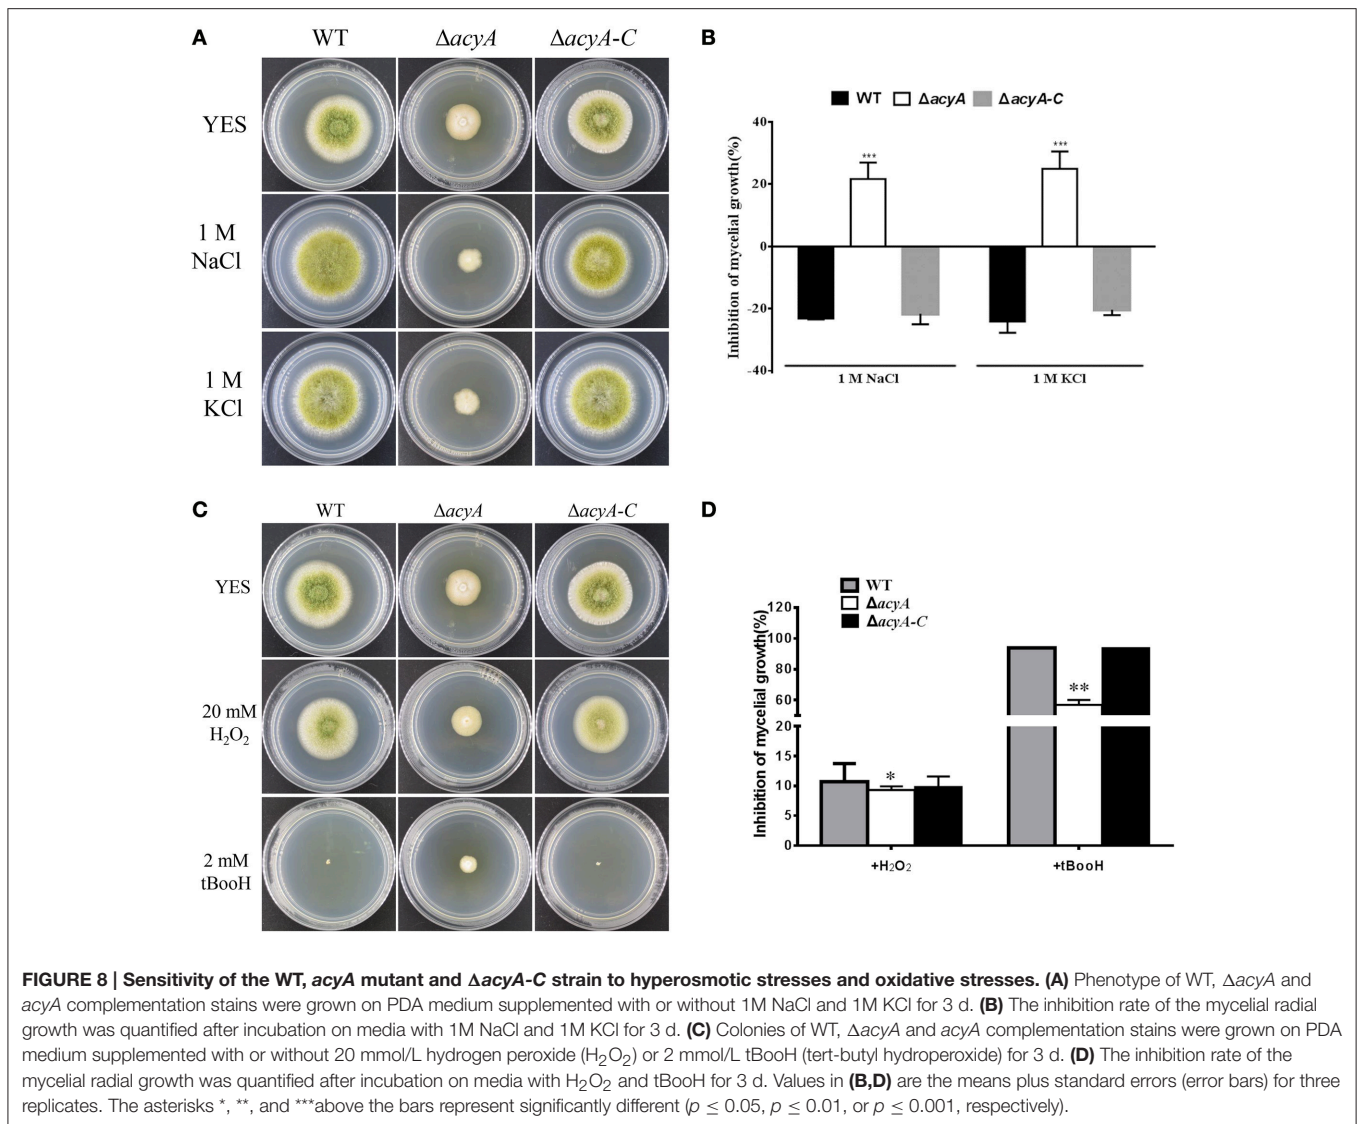 A
WT
ΔacyA
ΔacyA-C
YES
1 M
NaCl
1 M
KCl
B
WT ΔacyA ΔacyA-C
Inhibition of mycelial growth(%)
40
20
0
-20
-40
***
***
1 M NaCl
1 M KCl
C
WT
ΔacyA
ΔacyA-C
YES
20 mM
H₂O₂
2 mM
tBooH
D
WT
ΔacyA
ΔacyA-C
Inhibition of mycelial growth(%)
120
100
80
60
20
15
10
5
0
*
**
+H₂O₂
+tBooH
FIGURE 8 | Sensitivity of the WT, acyA mutant and ΔacyA-C strain to hyperosmotic stresses and oxidative stresses. (A) Phenotype of WT, ΔacyA and
acyA complementation stains were grown on PDA medium supplemented with or without 1M NaCl and 1M KCl for 3 d. (B) The inhibition rate of the mycelial radial
growth was quantified after incubation on media with 1M NaCl and 1M KCl for 3 d. (C) Colonies of WT, ΔacyA and acyA complementation stains were grown on PDA
medium supplemented with or without 20 mmol/L hydrogen peroxide (H₂O₂) or 2 mmol/L tBooH (tert-butyl hydroperoxide) for 3 d. (D) The inhibition rate of the
mycelial radial growth was quantified after incubation on media with H₂O₂ and tBooH for 3 d. Values in (B,D) are the means plus standard errors (error bars) for three
replicates. The asterisks *, **, and ***above the bars represent significantly different (p ≤ 0.05, p ≤ 0.01, or p ≤ 0.001, respectively).